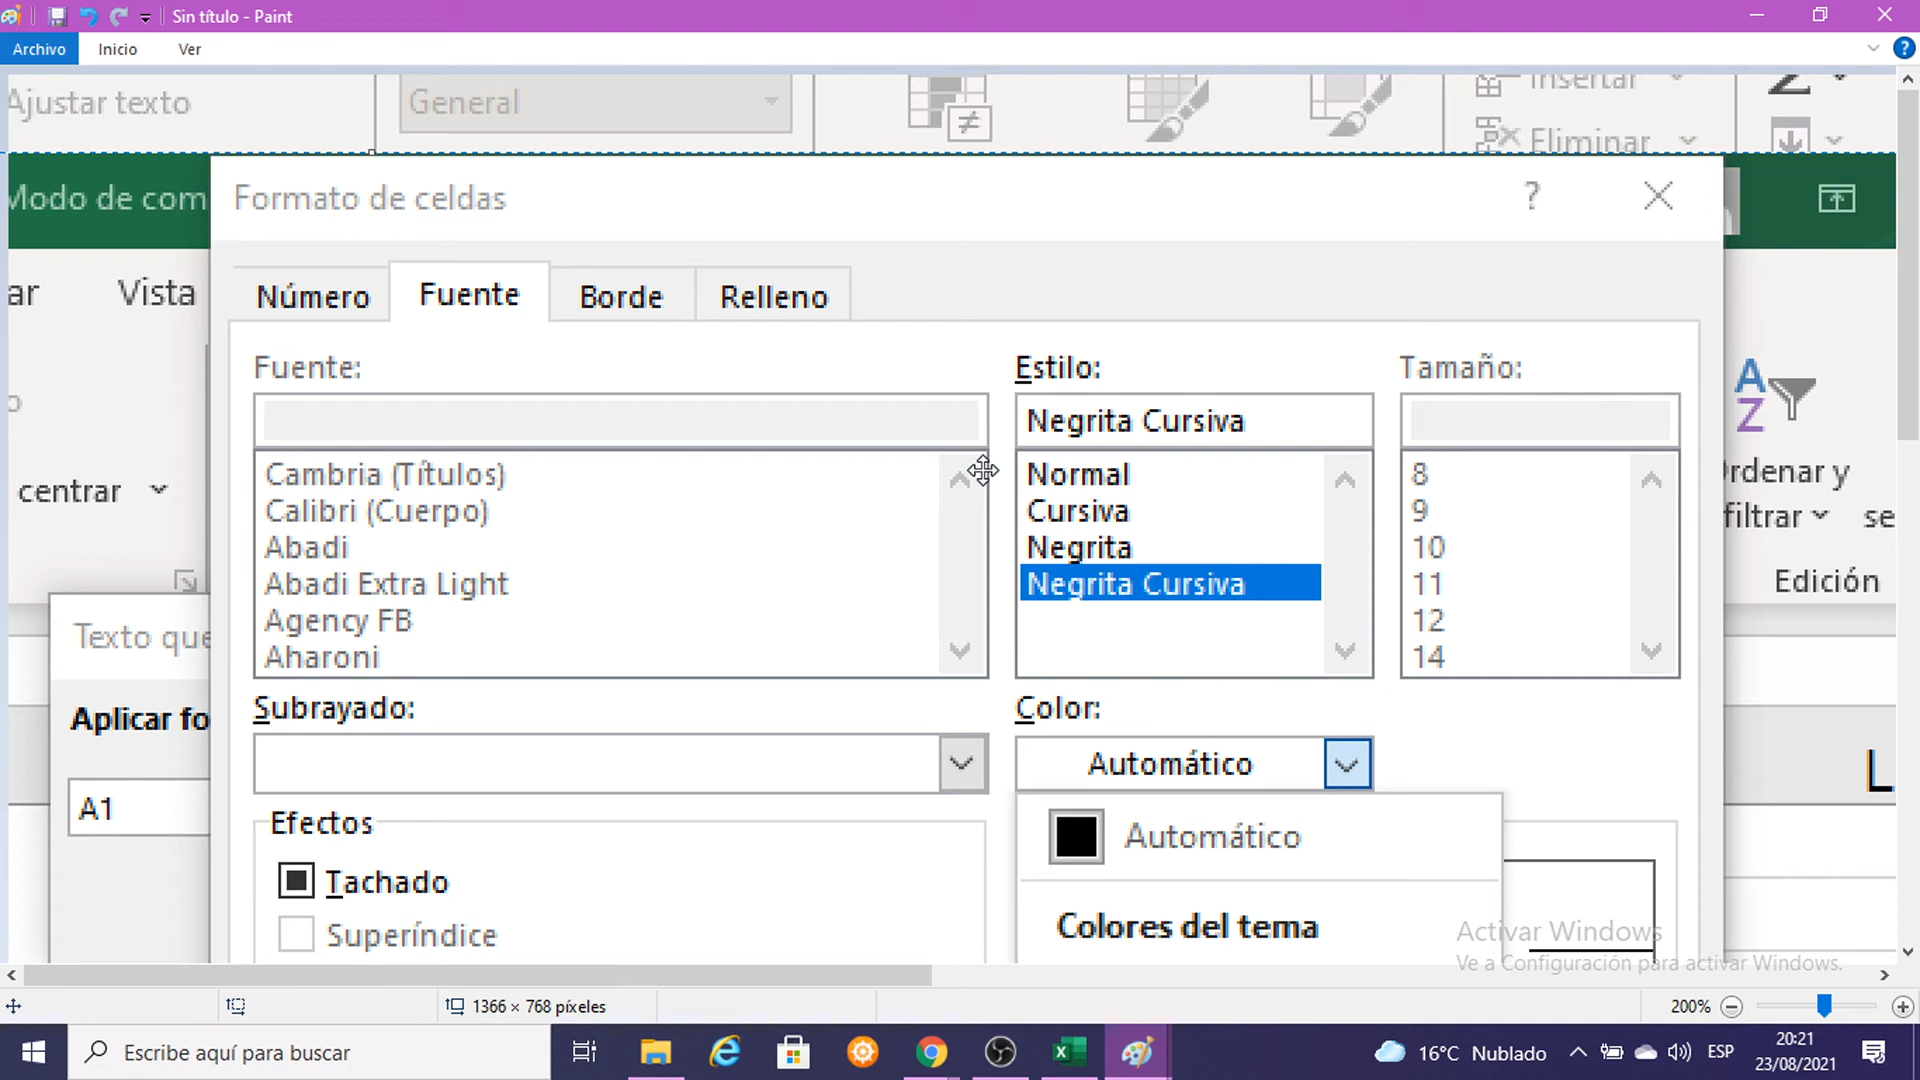 Sin título - Paint
Archivo Inicio Ver
Ajustar texto General Insertar
Eliminar
Modo de com Formato de celdas ?
ar Vista Número Fuente Borde Relleno
Fuente: Estilo: Tamaño:
Negrita Cursiva
Cambria (Títulos) Normal 8
centrar Calibri (Cuerpo) Cursiva 9 Ordenar y
Abadi Negrita 10 filtrar se
Abadi Extra Light Negrita Cursiva 11 Edición
Agency FB 12
Texto que Aharoni 14
Aplicar fo Subrayado: Color:
Automático
A1 Efectos Automático
Tachado
Superíndice Colores del tema
L
Activar Windows
Ve a Configuración para activar Windows.
1366 × 768 píxeles 200%
Escribe aquí para buscar 16°C Nublado ESP 20:21
23/08/2021